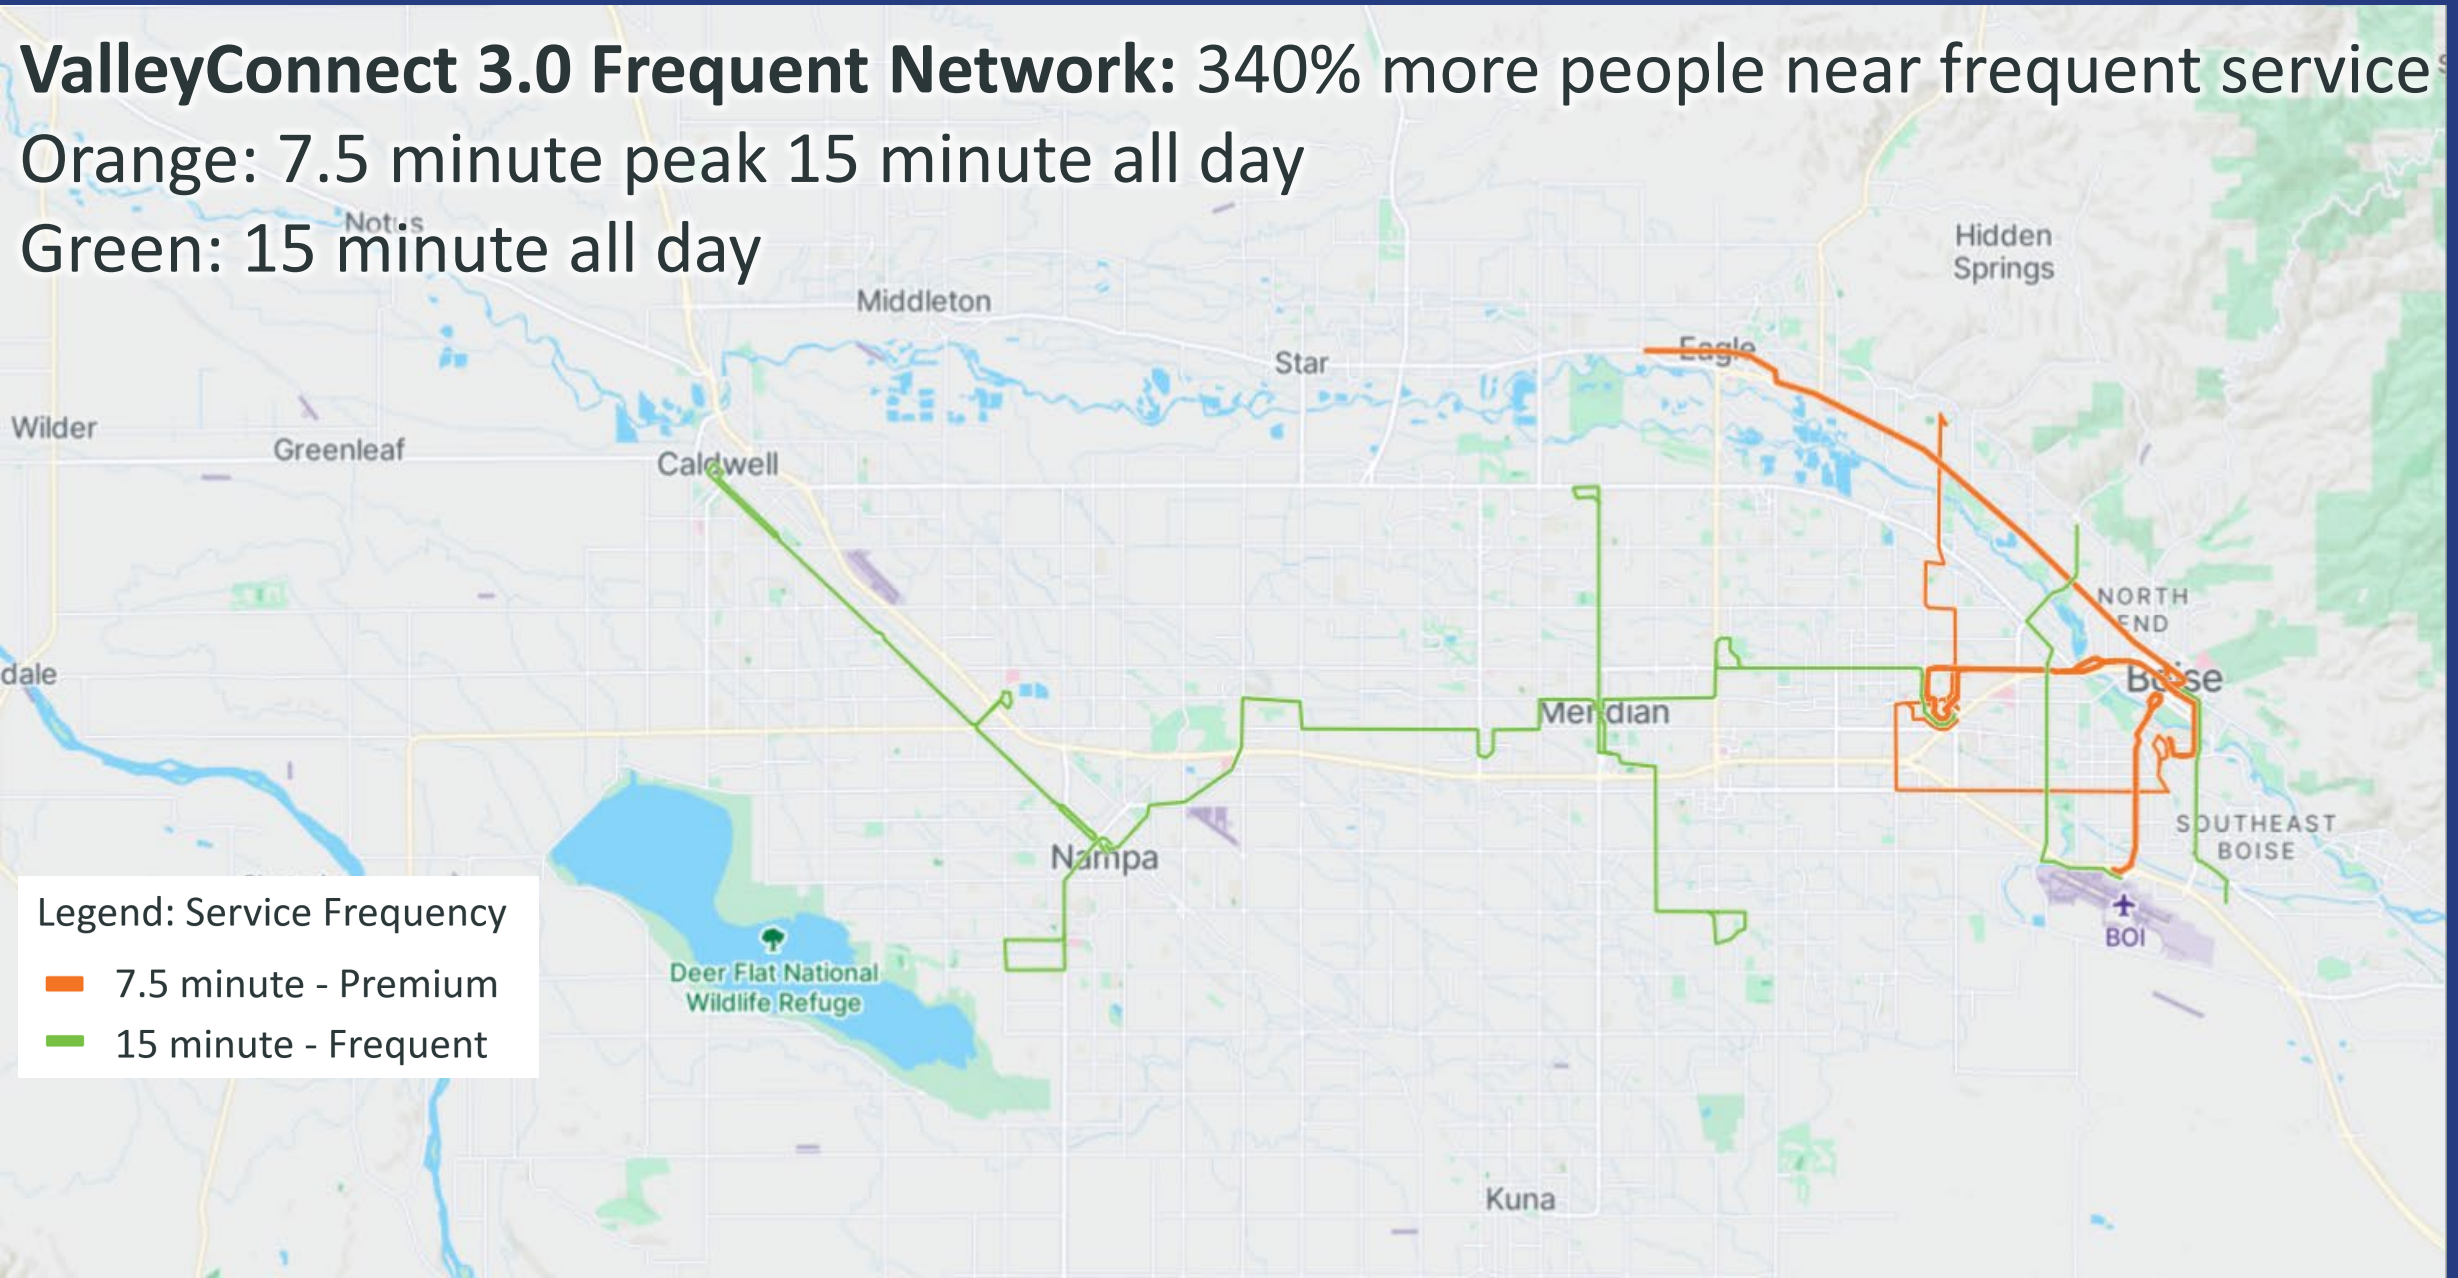 ValleyConnect 3.0 Frequent Network: 340% more people near frequent service
Orange: 7.5 minute peak 15 minute all day
Green: 15 minute all day
Notus
Hidden
Springs
Middleton
Star
Eagle
Wilder
Greenleaf
Caldwell
NORTH
END
dale
Boise
Meridian
SOUTHEAST
BOISE
Nampa
BOI
Deer Flat National
Wildlife Refuge
Legend: Service Frequency
7.5 minute - Premium
15 minute - Frequent
Kuna